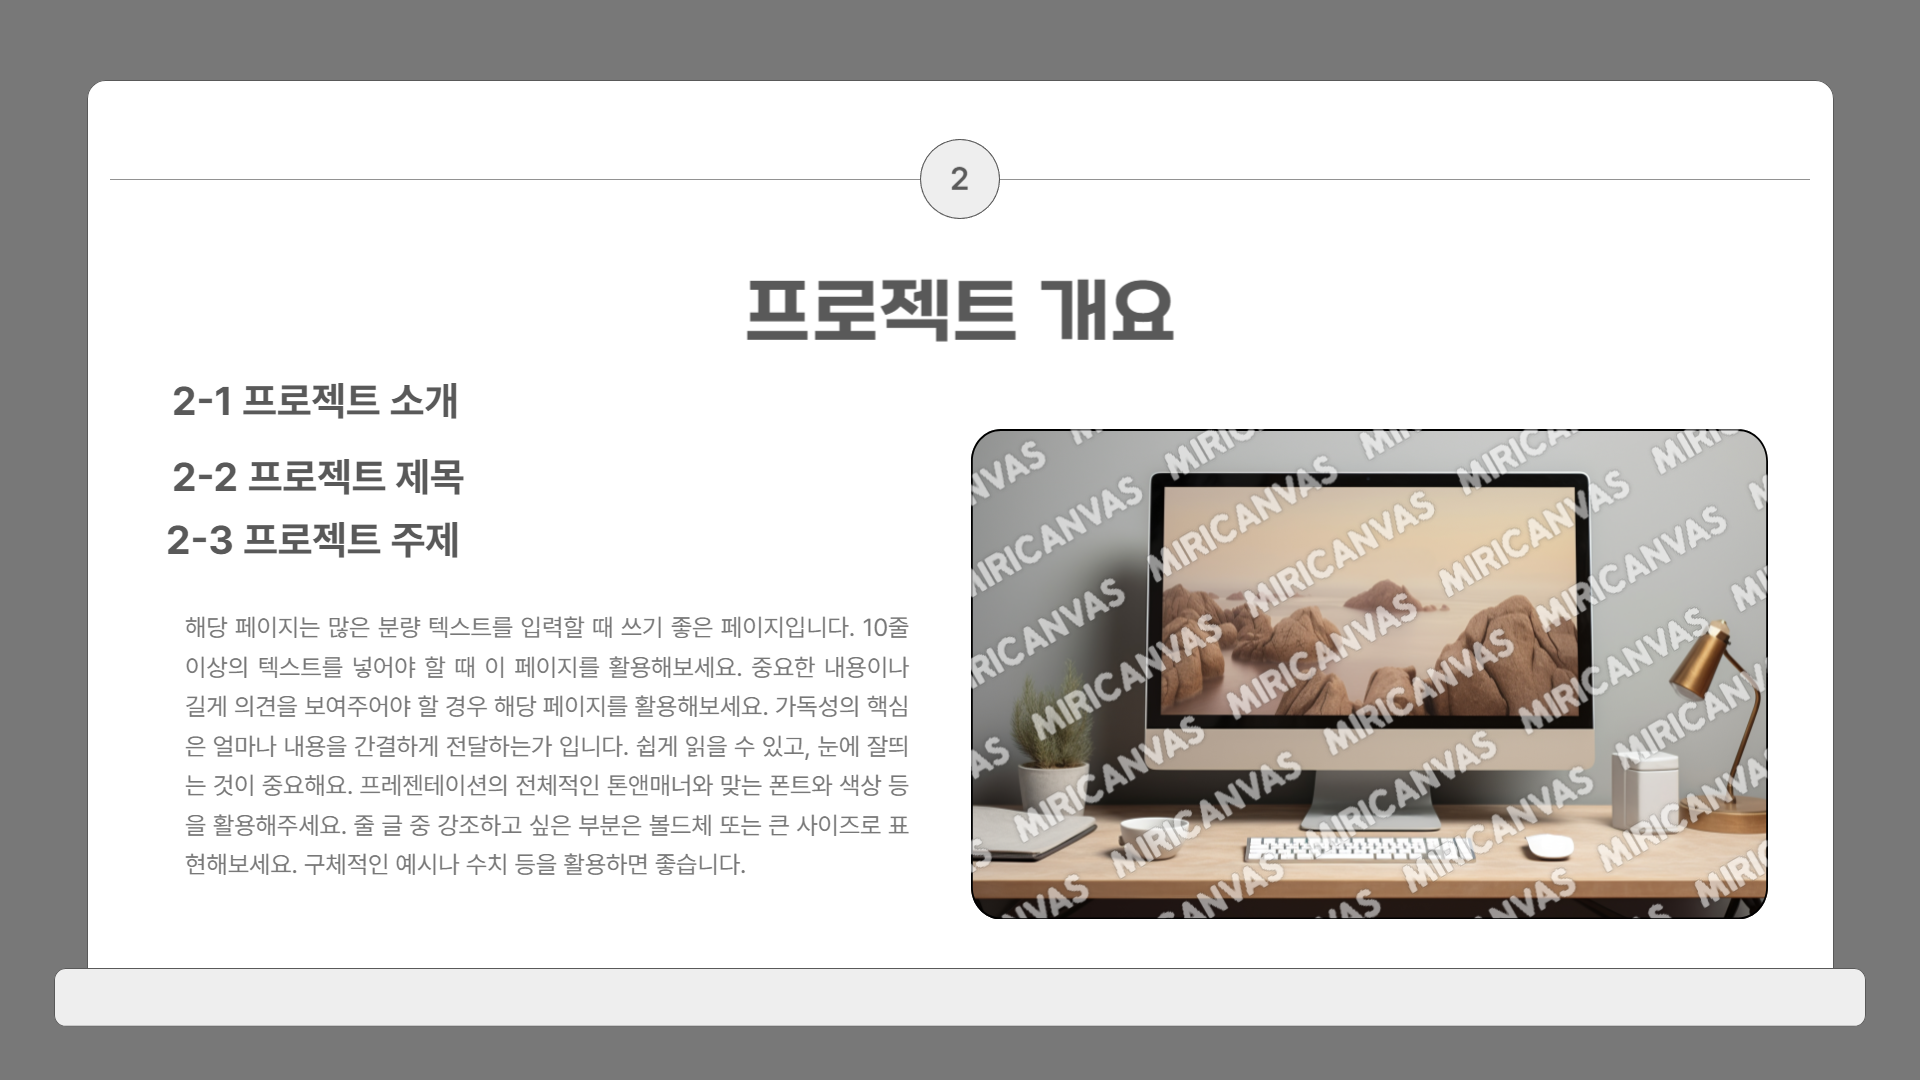 2
프로젝트 개요
2-1 프로젝트 소개
2-2 프로젝트 제목
2-3 프로젝트 주제
해당 페이지는 많은 분량 텍스트를 입력할 때 쓰기 좋은 페이지입니다. 10줄
이상의 텍스트를 넣어야 할 때 이 페이지를 활용해보세요. 중요한 내용이나
길게 의견을 보여주어야 할 경우 해당 페이지를 활용해보세요. 가독성의 핵심
은 얼마나 내용을 간결하게 전달하는가 입니다. 쉽게 읽을 수 있고, 눈에 잘띄
는 것이 중요해요. 프레젠테이션의 전체적인 톤앤매너와 맞는 폰트와 색상 등
을 활용해주세요. 줄 글 중 강조하고 싶은 부분은 볼드체 또는 큰 사이즈로 표
현해보세요. 구체적인 예시나 수치 등을 활용하면 좋습니다.
MIRICANVAS